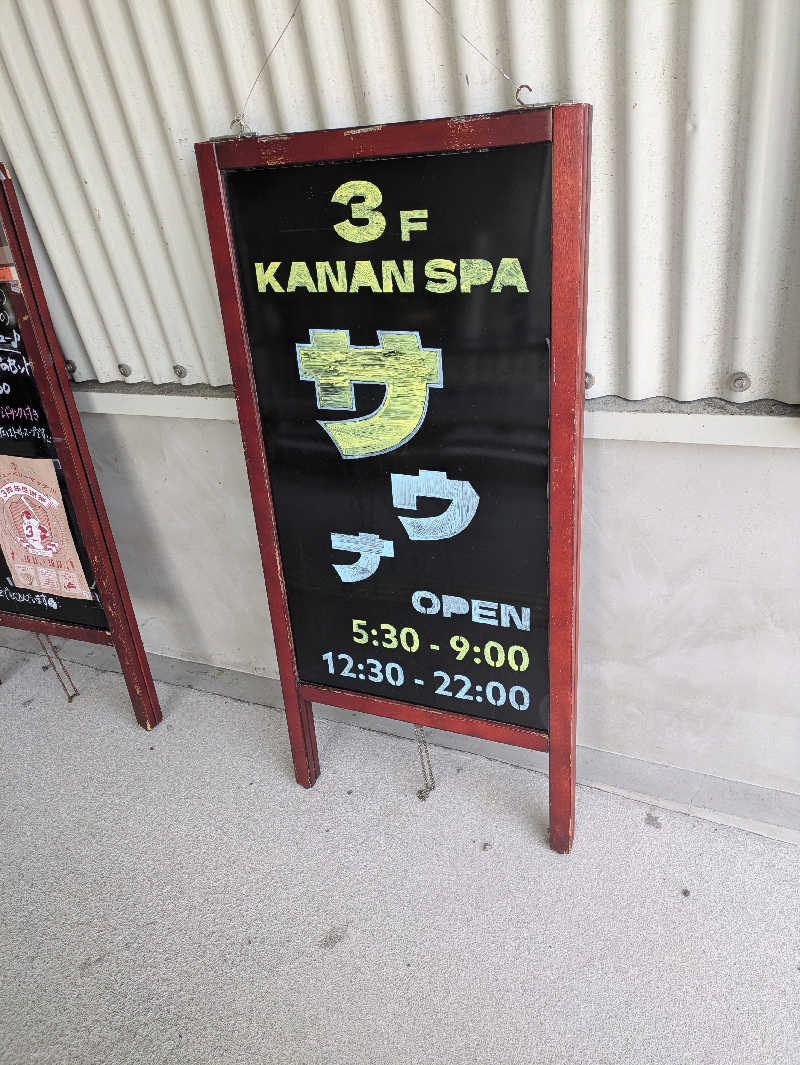 3F
KANAN SPA
サ
ウ
ナ
OPEN
5:30 - 9:00
12:30 - 22:00